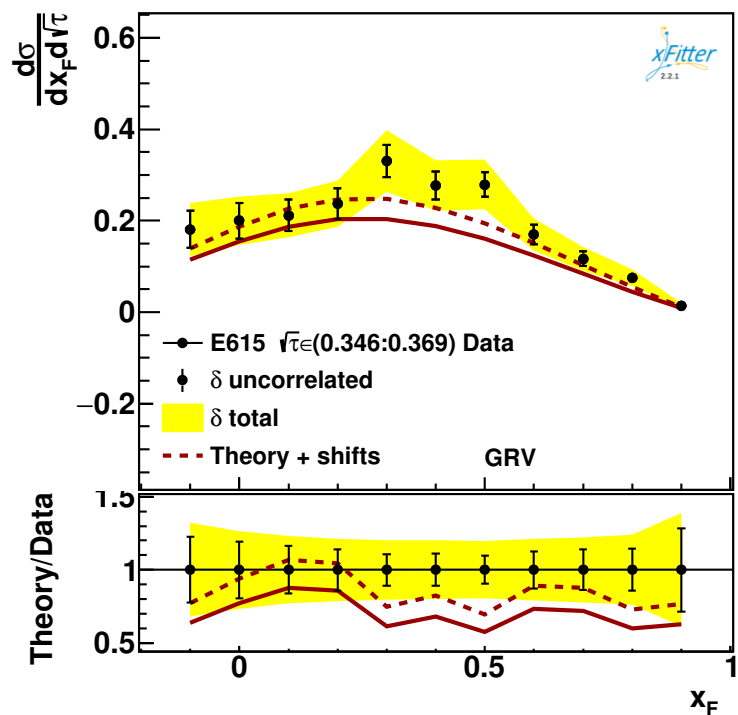 dσ
dx_F d√τ
0.6
0.4
0.2
0
−0.2
xFitter
2.2.1
E615 √τ∈(0.346:0.369) Data
δ uncorrelated
δ total
Theory + shifts GRV
Theory/Data
1.5
1
0.5
0 0.5 1
x_F